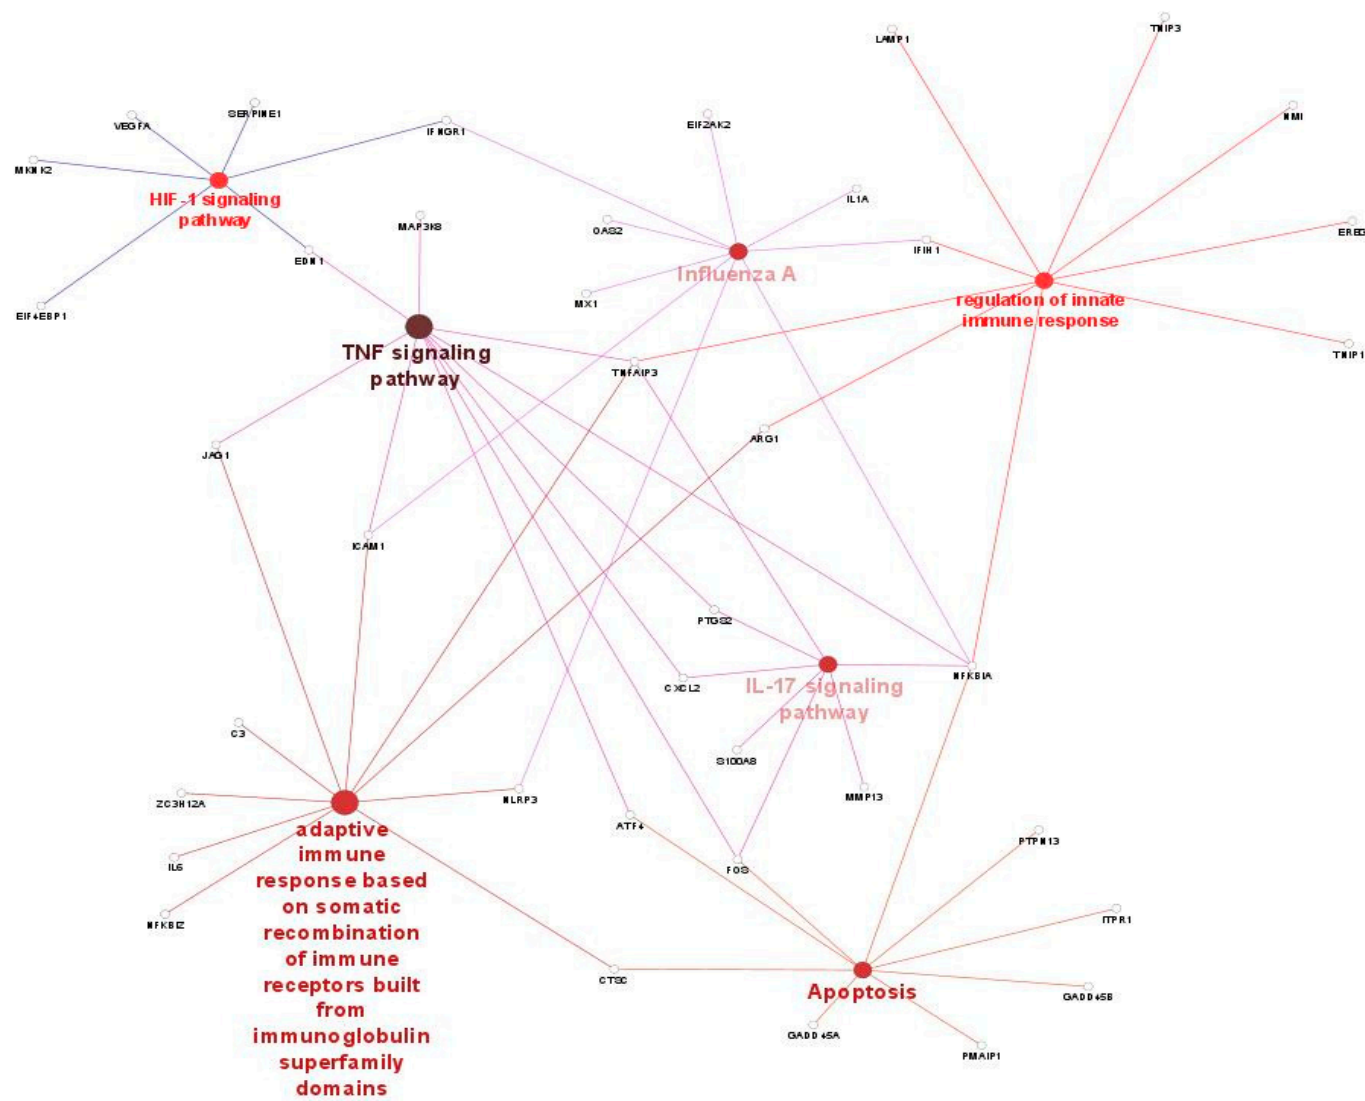 LAMP1
TNIP3
SERPINE1
VEGFA
IFNGR1
EIF2AK2
NMI
MKNK2
HIF-1 signaling
pathway
MAP3K8
IL1A
OAS2
EDN1
IFIH1
Influenza A
MX1
regulation of innate
immune response
EIF4EBP1
TNF signaling
pathway
TNIP1
TNFAIP3
ARG1
JAG1
ICAM1
PTGS2
NFKBIA
CXCL2
IL-17 signaling
pathway
C3
S100A8
MMP13
ZC3H12A
NLRP3
ATF4
PTPN13
adaptive
immune
response based
on somatic
recombination
of immune
receptors built
from
immunoglobulin
superfamily
domains
IL6
FOS
NFKBIZ
ITPR1
CTSC
Apoptosis
GADD45B
GADD45A
PMAIP1